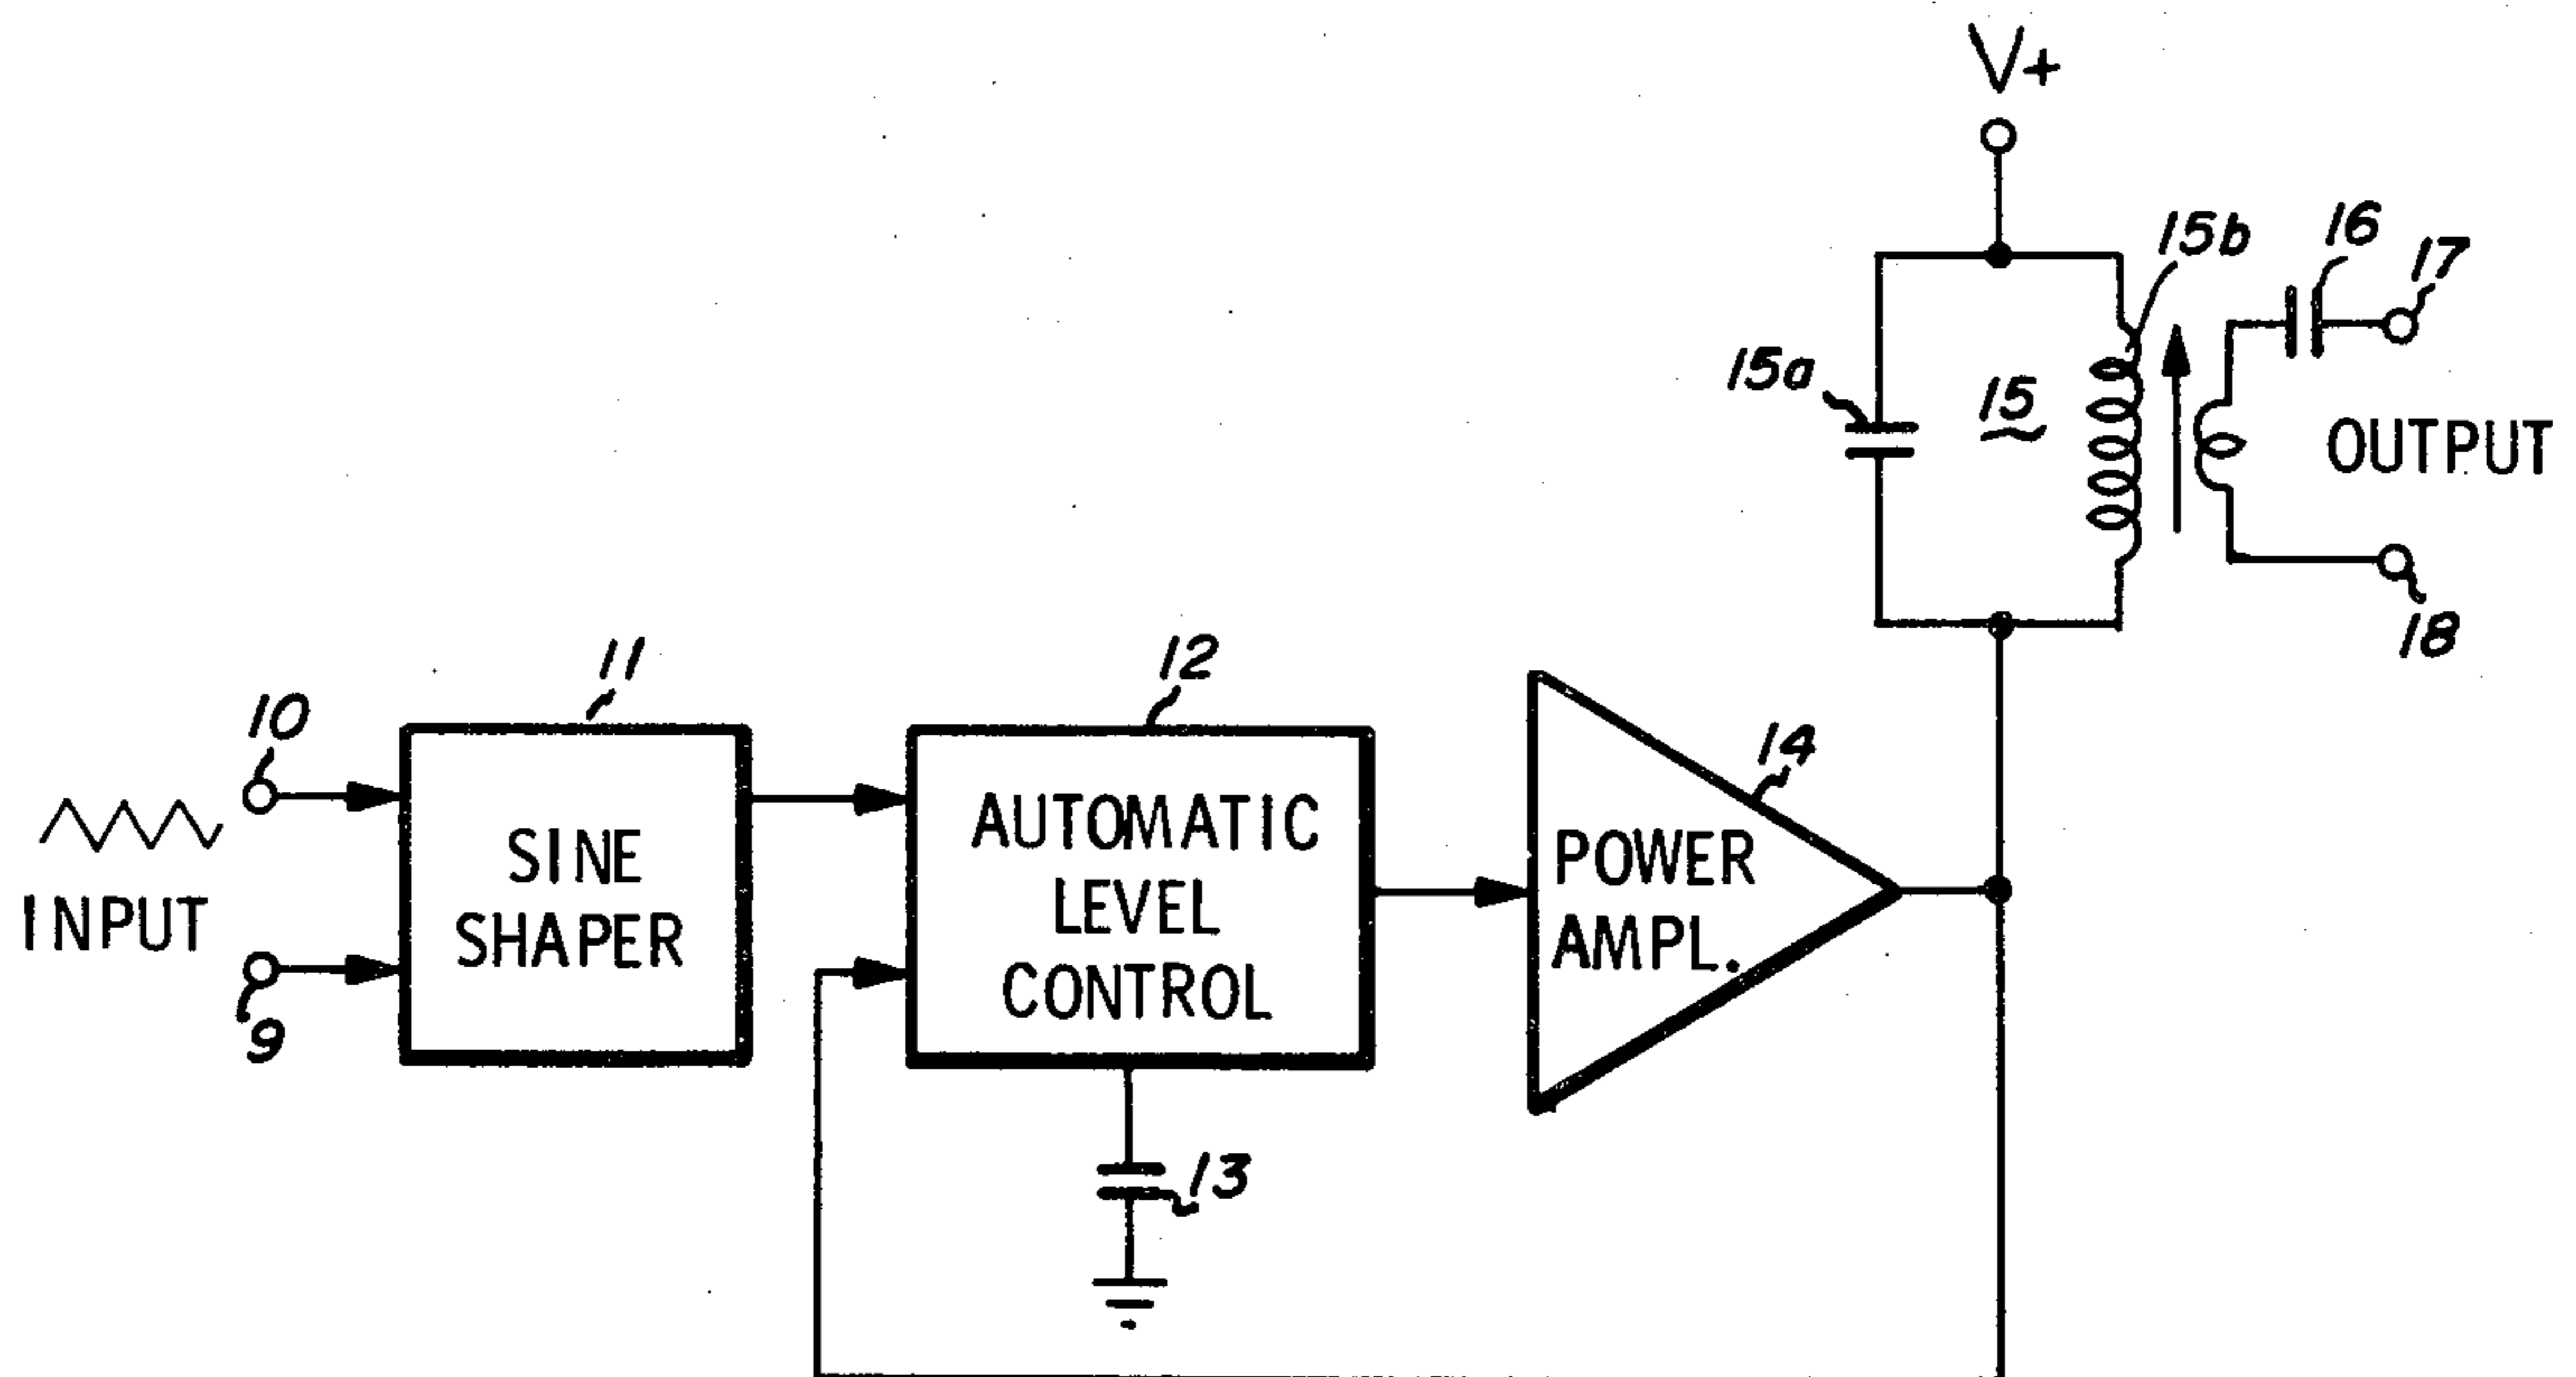 V+
15b
16
17
15a
15
OUTPUT
18
11
12
10
14
SINE
SHAPER
AUTOMATIC
LEVEL
CONTROL
POWER
AMPL.
INPUT
9
13